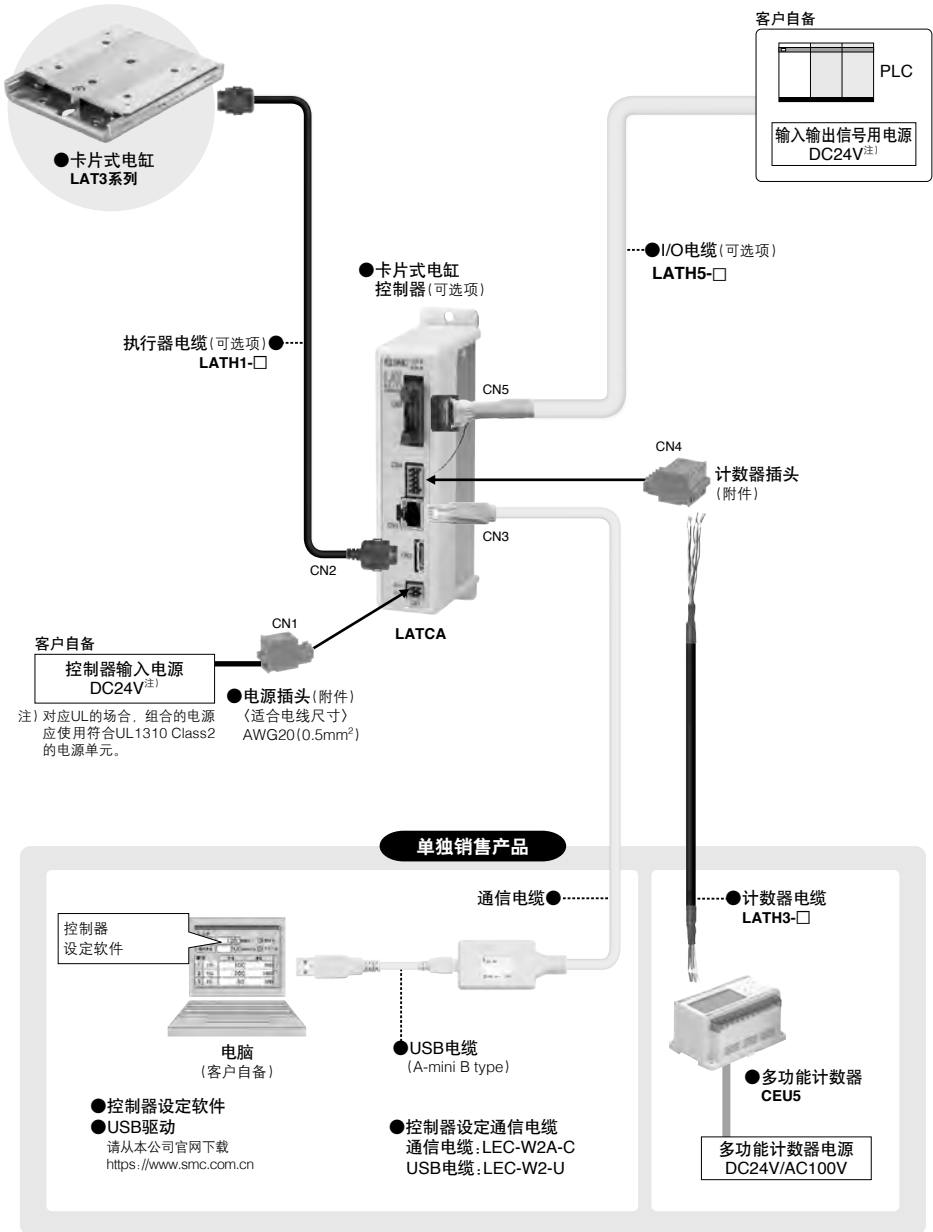 客户自备
PLC
输入输出信号用电源
DC24V注)
●卡片式电缸
LAT3系列
●I/O电缆(可选项)
LATH5-□
●卡片式电缸
控制器(可选项)
执行器电缆(可选项)●
LATH1-□
CN5
CN4
计数器插头
(附件)
CN3
CN2
CN1
LATCA
客户自备
控制器输入电源
DC24V注)
●电源插头(附件)
〈适合电线尺寸〉
AWG20(0.5mm²)
注) 对应UL的场合，组合的电源
应使用符合UL1310 Class2
的电源单元。
单独销售产品
通信电缆●
●计数器电缆
LATH3-□
控制器
设定软件
电脑
(客户自备)
●USB电缆
(A-mini B type)
●多功能计数器
CEU5
●控制器设定软件
●USB驱动
请从本公司官网下载
https://www.smc.com.cn
●控制器设定通信电缆
通信电缆:LEC-W2A-C
USB电缆:LEC-W2-U
多功能计数器电源
DC24V/AC100V